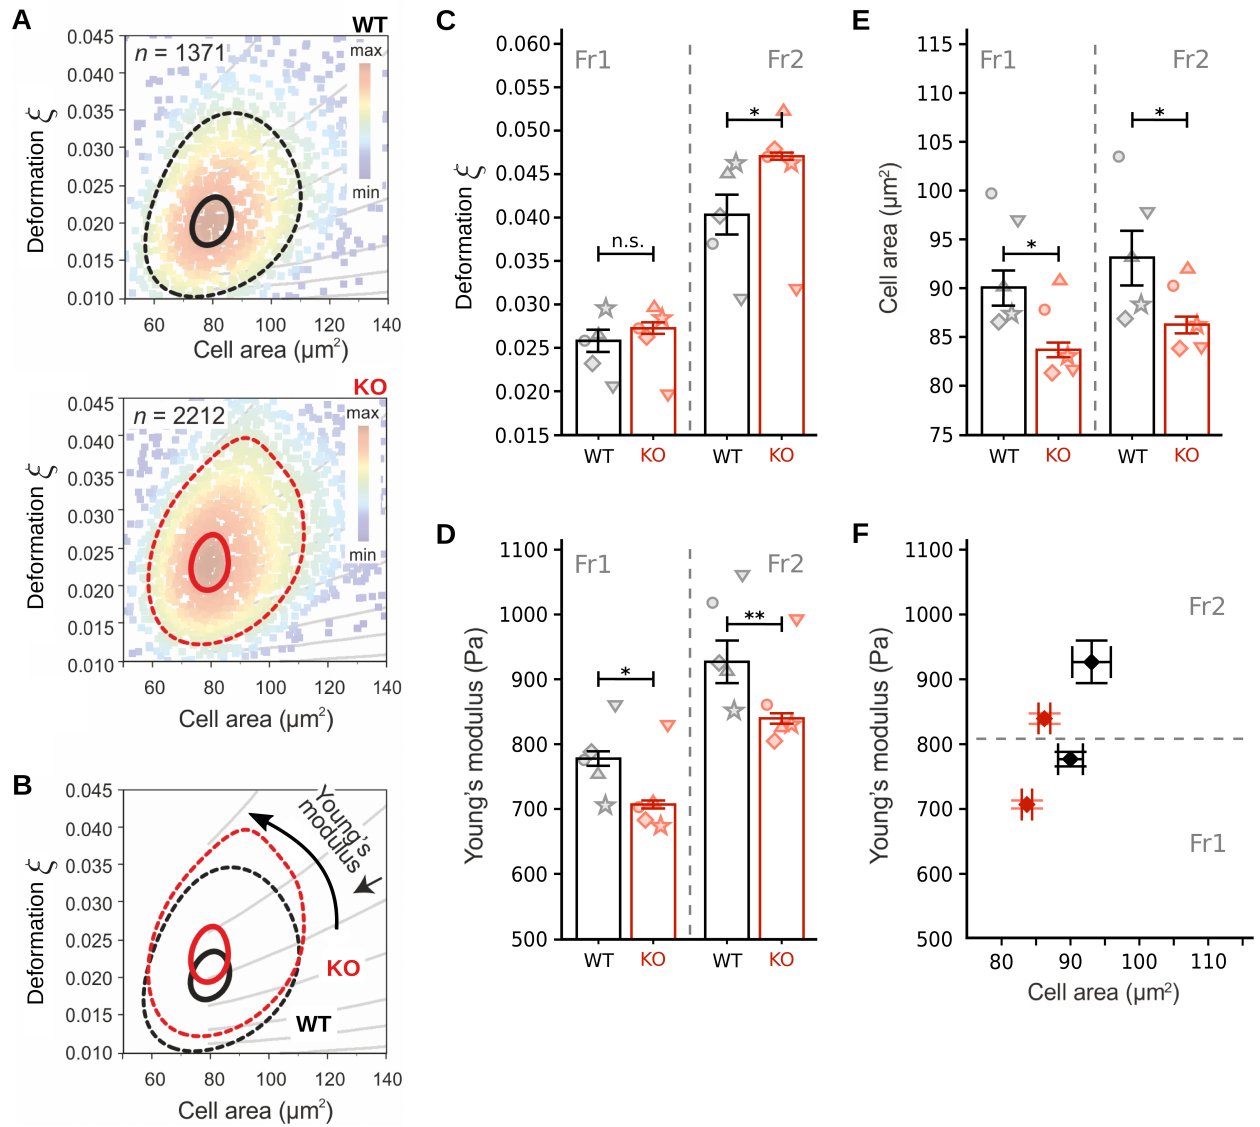 A
WT
n = 1371
max
min
0.045
0.040
0.035
0.030
0.025
0.020
0.015
0.010
Deformation ξ
60 80 100 120 140
Cell area (µm²)
KO
n = 2212
max
min
0.045
0.040
0.035
0.030
0.025
0.020
0.015
0.010
Deformation ξ
60 80 100 120 140
Cell area (µm²)
B
0.045
0.040
0.035
0.030
0.025
0.020
0.015
0.010
Deformation ξ
Young's
modulus
KO
WT
60 80 100 120 140
Cell area (µm²)
C
0.060
0.055
0.050
0.045
0.040
0.035
0.030
0.025
0.020
0.015
Deformation ξ
Fr1
Fr2
n.s.
*
WT KO WT KO
D
1100
1000
900
800
700
600
500
Young's modulus (Pa)
Fr1
Fr2
*
**
WT KO WT KO
E
115
110
105
100
95
90
85
80
75
Cell area (µm²)
Fr1
Fr2
*
*
WT KO WT KO
F
1100
1000
900
800
700
600
500
Young's modulus (Pa)
Fr2
Fr1
80 90 100 110
Cell area (µm²)